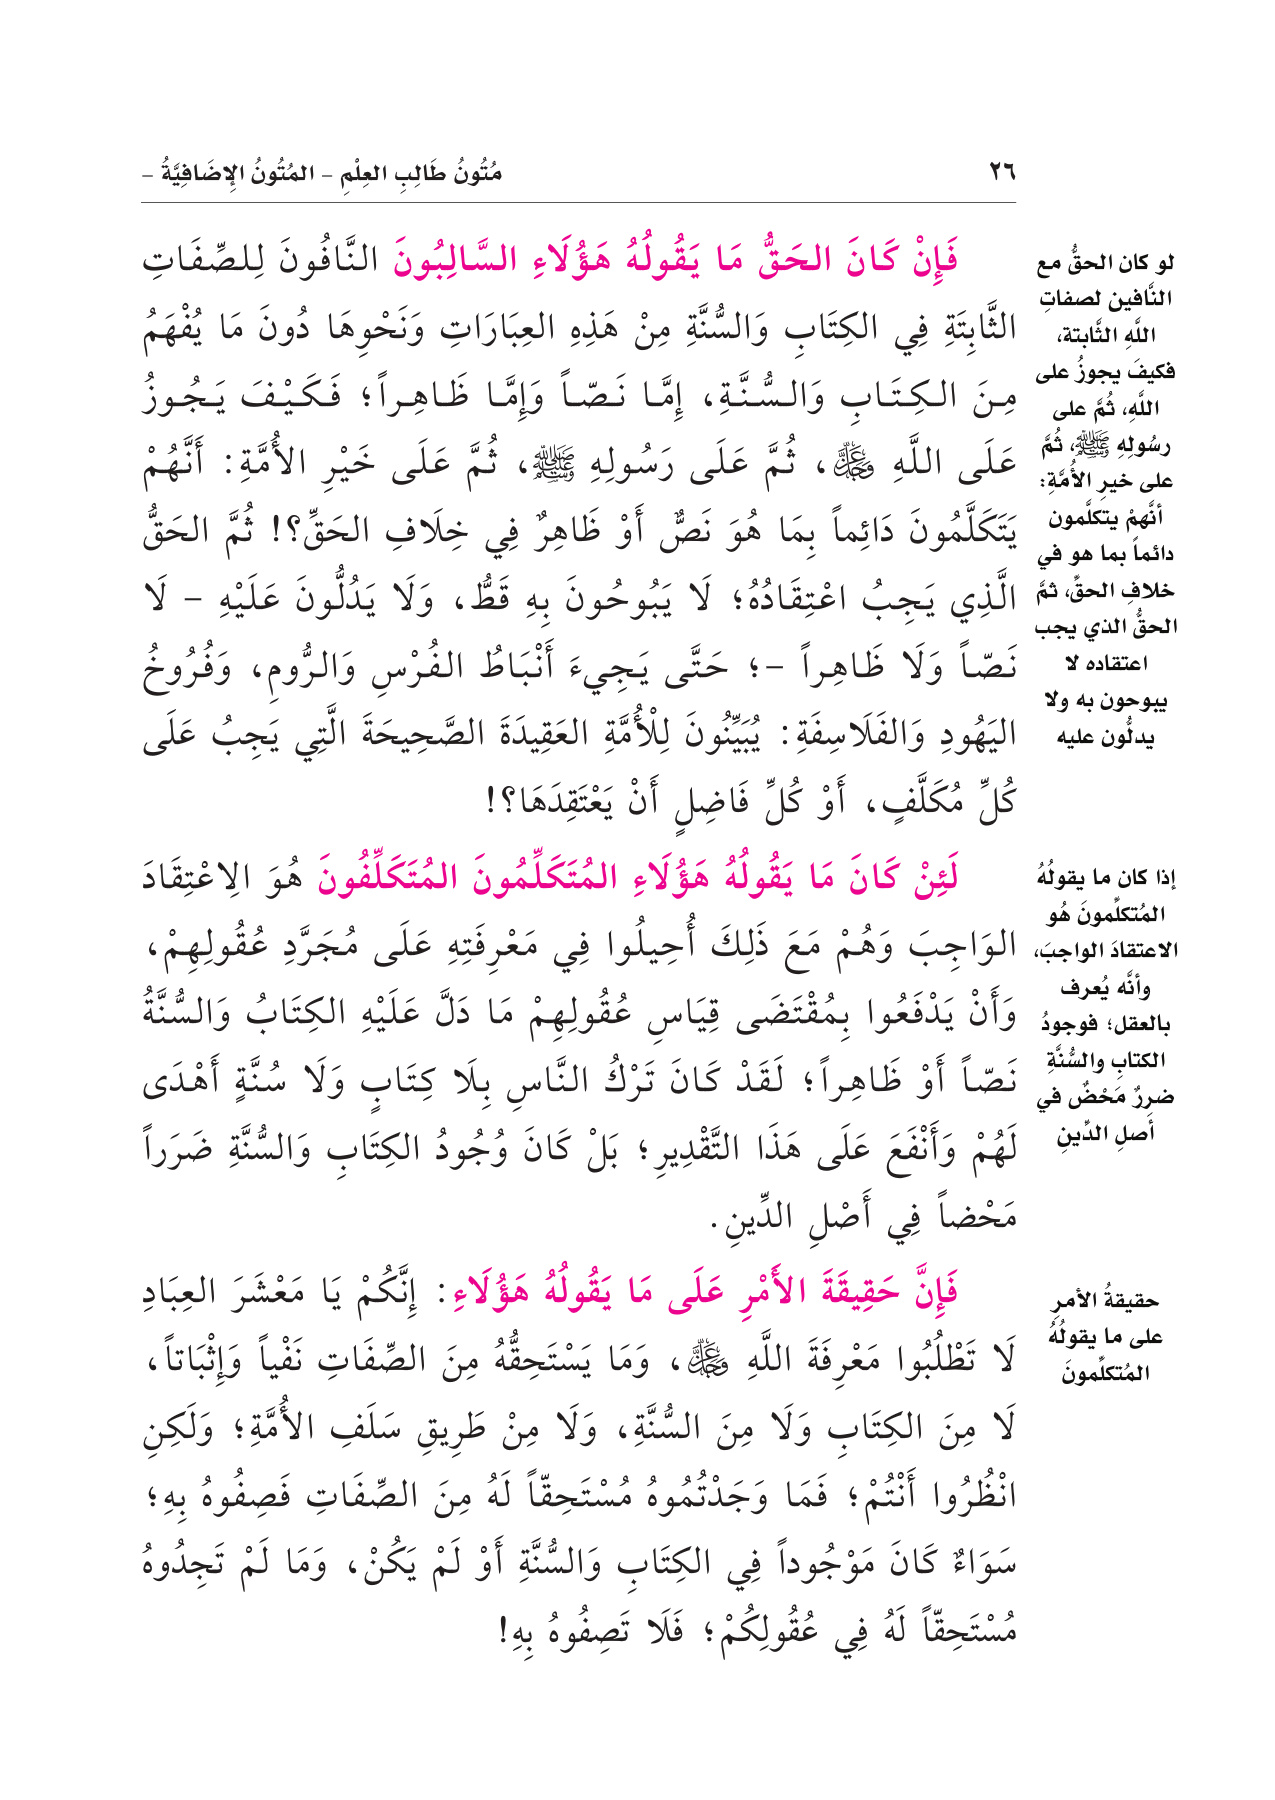 ٢٦
مُتُونُ طَالِبِ العِلْمِ – المُتُونُ الإِضَافِيَّةُ –
فَإِنْ كَانَ الحَقُّ مَا يَقُولُهُ هَؤُلَاءِ السَّالِبُونَ النَّافُونَ لِلصِّفَاتِ
الثَّابِتَةِ فِي الكِتَابِ وَالسُّنَّةِ مِنْ هَذِهِ العِبَارَاتِ وَنَحْوِهَا دُونَ مَا يُفْهَمُ
مِنَ الكِتَابِ وَالسُّنَّةِ، إِمَّا نَصّاً وَإِمَّا ظَاهِراً؛ فَكَيْفَ يَجُوزُ
عَلَى اللَّهِ ﷿، ثُمَّ عَلَى رَسُولِهِ ﷺ، ثُمَّ عَلَى خَيْرِ الأُمَّةِ: أَنَّهُمْ
يَتَكَلَّمُونَ دَائِماً بِمَا هُوَ نَصٌّ أَوْ ظَاهِرٌ فِي خِلَافِ الحَقِّ؟! ثُمَّ الحَقُّ
الَّذِي يَجِبُ اعْتِقَادُهُ؛ لَا يَبُوحُونَ بِهِ قَطُّ، وَلَا يَدُلُّونَ عَلَيْهِ – لَا
نَصّاً وَلَا ظَاهِراً –؛ حَتَّى يَجِيءَ أَنْبَاطُ الفُرْسِ وَالرُّومِ، وَفُرُوخُ
اليَهُودِ وَالفَلَاسِفَةِ: يُبَيِّنُونَ لِلْأُمَّةِ العَقِيدَةَ الصَّحِيحَةَ الَّتِي يَجِبُ عَلَى
كُلِّ مُكَلَّفٍ، أَوْ كُلِّ فَاضِلٍ أَنْ يَعْتَقِدَهَا؟!
لَئِنْ كَانَ مَا يَقُولُهُ هَؤُلَاءِ المُتَكَلِّمُونَ المُتَكَلِّفُونَ هُوَ الِاعْتِقَادَ
الوَاجِبَ وَهُمْ مَعَ ذَلِكَ أُحِيلُوا فِي مَعْرِفَتِهِ عَلَى مُجَرَّدِ عُقُولِهِمْ،
وَأَنْ يَدْفَعُوا بِمُقْتَضَى قِيَاسِ عُقُولِهِمْ مَا دَلَّ عَلَيْهِ الكِتَابُ وَالسُّنَّةُ
نَصّاً أَوْ ظَاهِراً؛ لَقَدْ كَانَ تَرْكُ النَّاسِ بِلَا كِتَابٍ وَلَا سُنَّةٍ أَهْدَى
لَهُمْ وَأَنْفَعَ عَلَى هَذَا التَّقْدِيرِ؛ بَلْ كَانَ وُجُودُ الكِتَابِ وَالسُّنَّةِ ضَرَراً
مَحْضاً فِي أَصْلِ الدِّينِ.
فَإِنَّ حَقِيقَةَ الأَمْرِ عَلَى مَا يَقُولُهُ هَؤُلَاءِ: إِنَّكُمْ يَا مَعْشَرَ العِبَادِ
لَا تَطْلُبُوا مَعْرِفَةَ اللَّهِ ﷿، وَمَا يَسْتَحِقُّهُ مِنَ الصِّفَاتِ نَفْياً وَإِثْبَاتاً،
لَا مِنَ الكِتَابِ وَلَا مِنَ السُّنَّةِ، وَلَا مِنْ طَرِيقِ سَلَفِ الأُمَّةِ؛ وَلَكِنِ
انْظُرُوا أَنْتُمْ؛ فَمَا وَجَدْتُمُوهُ مُسْتَحِقّاً لَهُ مِنَ الصِّفَاتِ فَصِفُوهُ بِهِ؛
سَوَاءٌ كَانَ مَوْجُوداً فِي الكِتَابِ وَالسُّنَّةِ أَوْ لَمْ يَكُنْ، وَمَا لَمْ تَجِدُوهُ
مُسْتَحِقّاً لَهُ فِي عُقُولِكُمْ؛ فَلَا تَصِفُوهُ بِهِ!
لو كان الحقُّ مع
النَّافين لصفاتِ
اللَّهِ الثَّابتة،
فكيفَ يجوزُ على
اللَّهِ، ثُمَّ على
رسُولِهِ ﷺ، ثُمَّ
على خيرِ الأُمَّةِ:
أنَّهمْ يتكلَّمون
دائماً بما هو في
خلافِ الحقِّ، ثمَّ
الحقُّ الذي يجب
اعتقاده لا
يبوحون به ولا
يدلُّون عليه
إذا كان ما يقولُهُ
المُتكلِّمونَ هُو
الاعتقادَ الواجبَ،
وأنَّه يُعرف
بالعقل؛ فوجودُ
الكتابِ والسُّنَّةِ
ضررٌ مَحْضٌ في
أصلِ الدِّينِ
حقيقةُ الأمرِ
على ما يقولُهُ
المُتكلِّمونَ